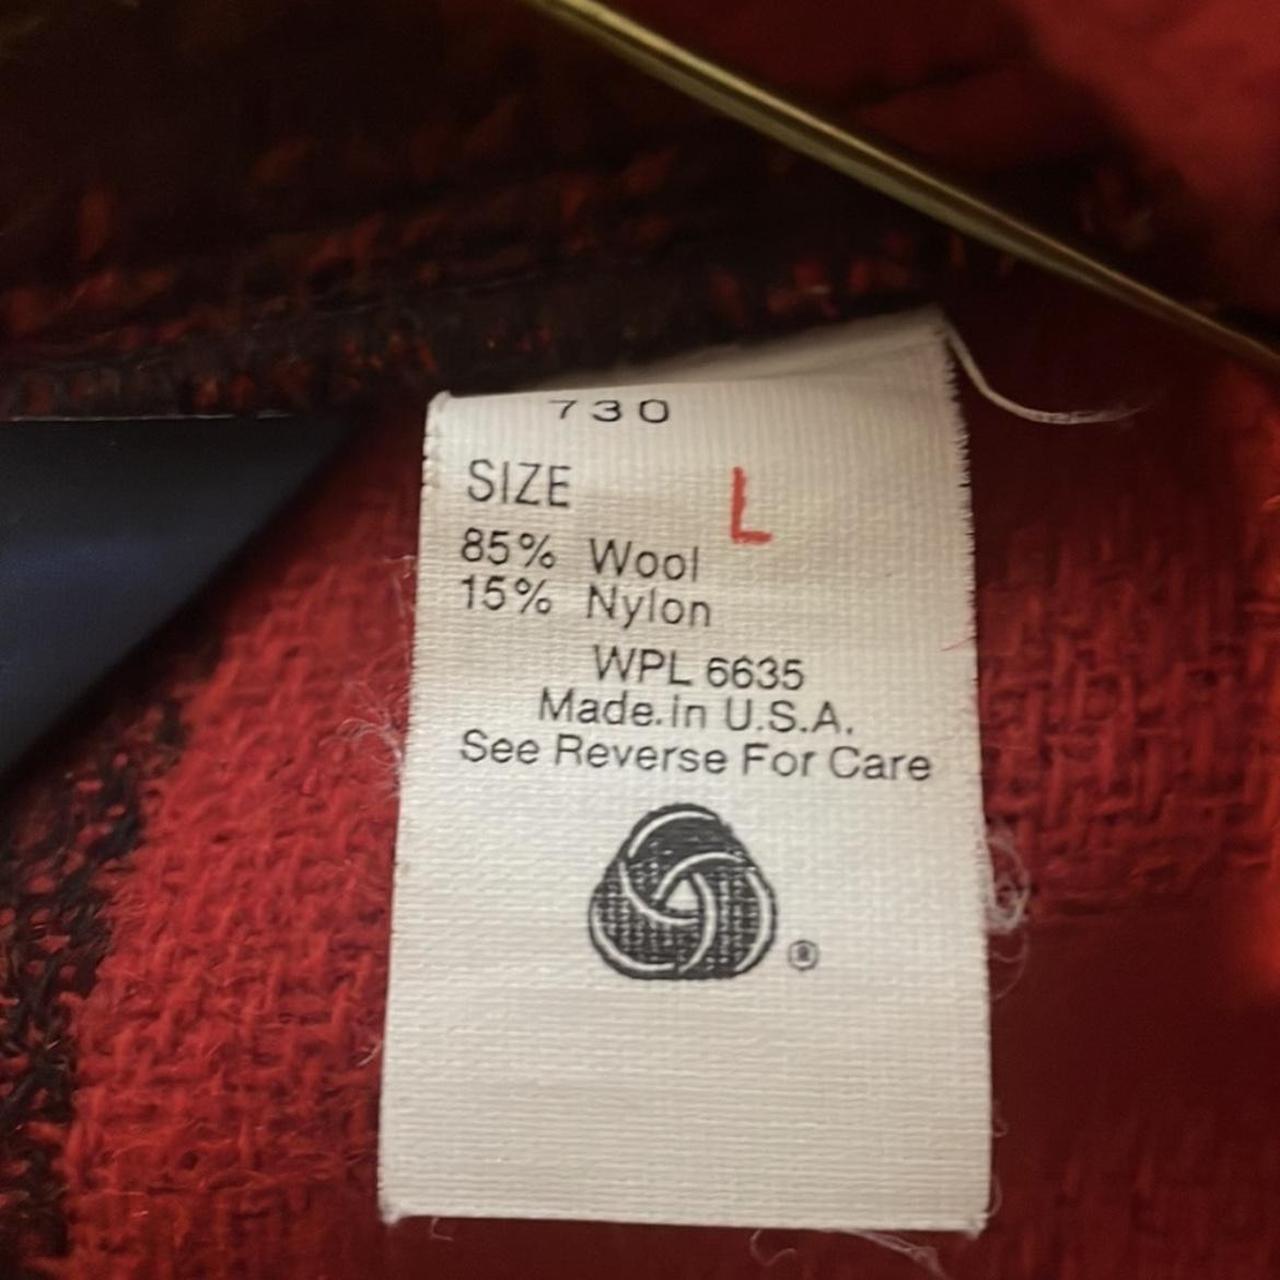 730
SIZE L
85% Wool
15% Nylon
WPL 6635
Made in U.S.A.
See Reverse For Care
®